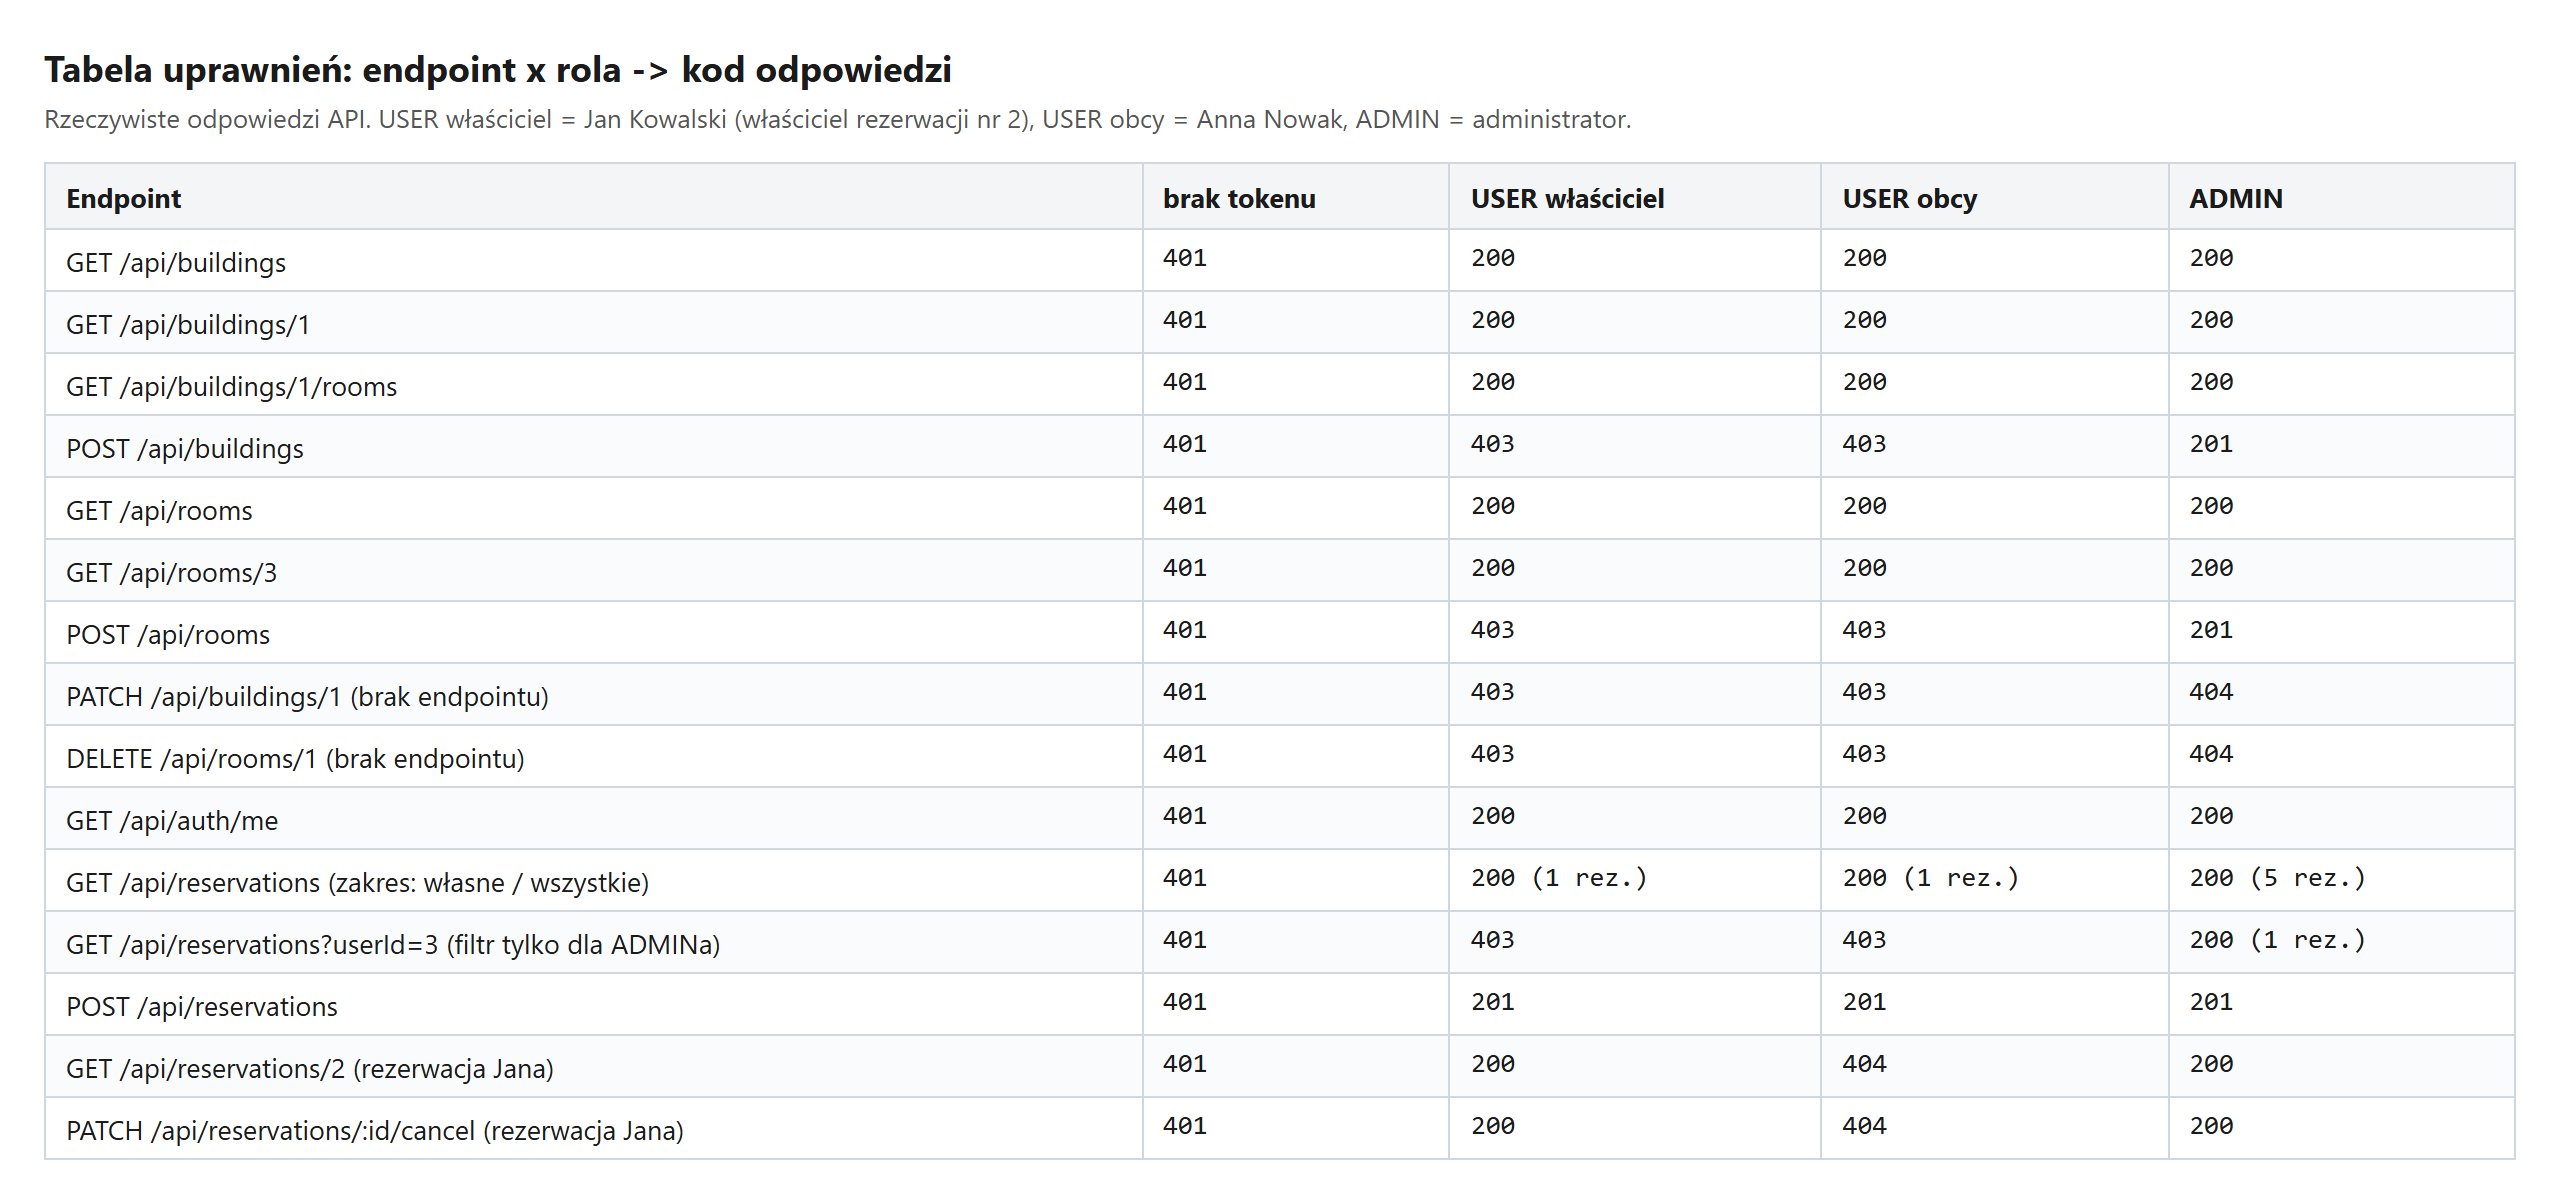 Tabela uprawnień: endpoint x rola -> kod odpowiedzi
Rzeczywiste odpowiedzi API. USER właściciel = Jan Kowalski (właściciel rezerwacji nr 2), USER obcy = Anna Nowak, ADMIN = administrator.
Endpoint brak tokenu USER właściciel USER obcy ADMIN
GET /api/buildings 401 200 200 200
GET /api/buildings/1 401 200 200 200
GET /api/buildings/1/rooms 401 200 200 200
POST /api/buildings 401 403 403 201
GET /api/rooms 401 200 200 200
GET /api/rooms/3 401 200 200 200
POST /api/rooms 401 403 403 201
PATCH /api/buildings/1 (brak endpointu) 401 403 403 404
DELETE /api/rooms/1 (brak endpointu) 401 403 403 404
GET /api/auth/me 401 200 200 200
GET /api/reservations (zakres: własne / wszystkie) 401 200 (1 rez.) 200 (1 rez.) 200 (5 rez.)
GET /api/reservations?userId=3 (filtr tylko dla ADMINa) 401 403 403 200 (1 rez.)
POST /api/reservations 401 201 201 201
GET /api/reservations/2 (rezerwacja Jana) 401 200 404 200
PATCH /api/reservations/:id/cancel (rezerwacja Jana) 401 200 404 200